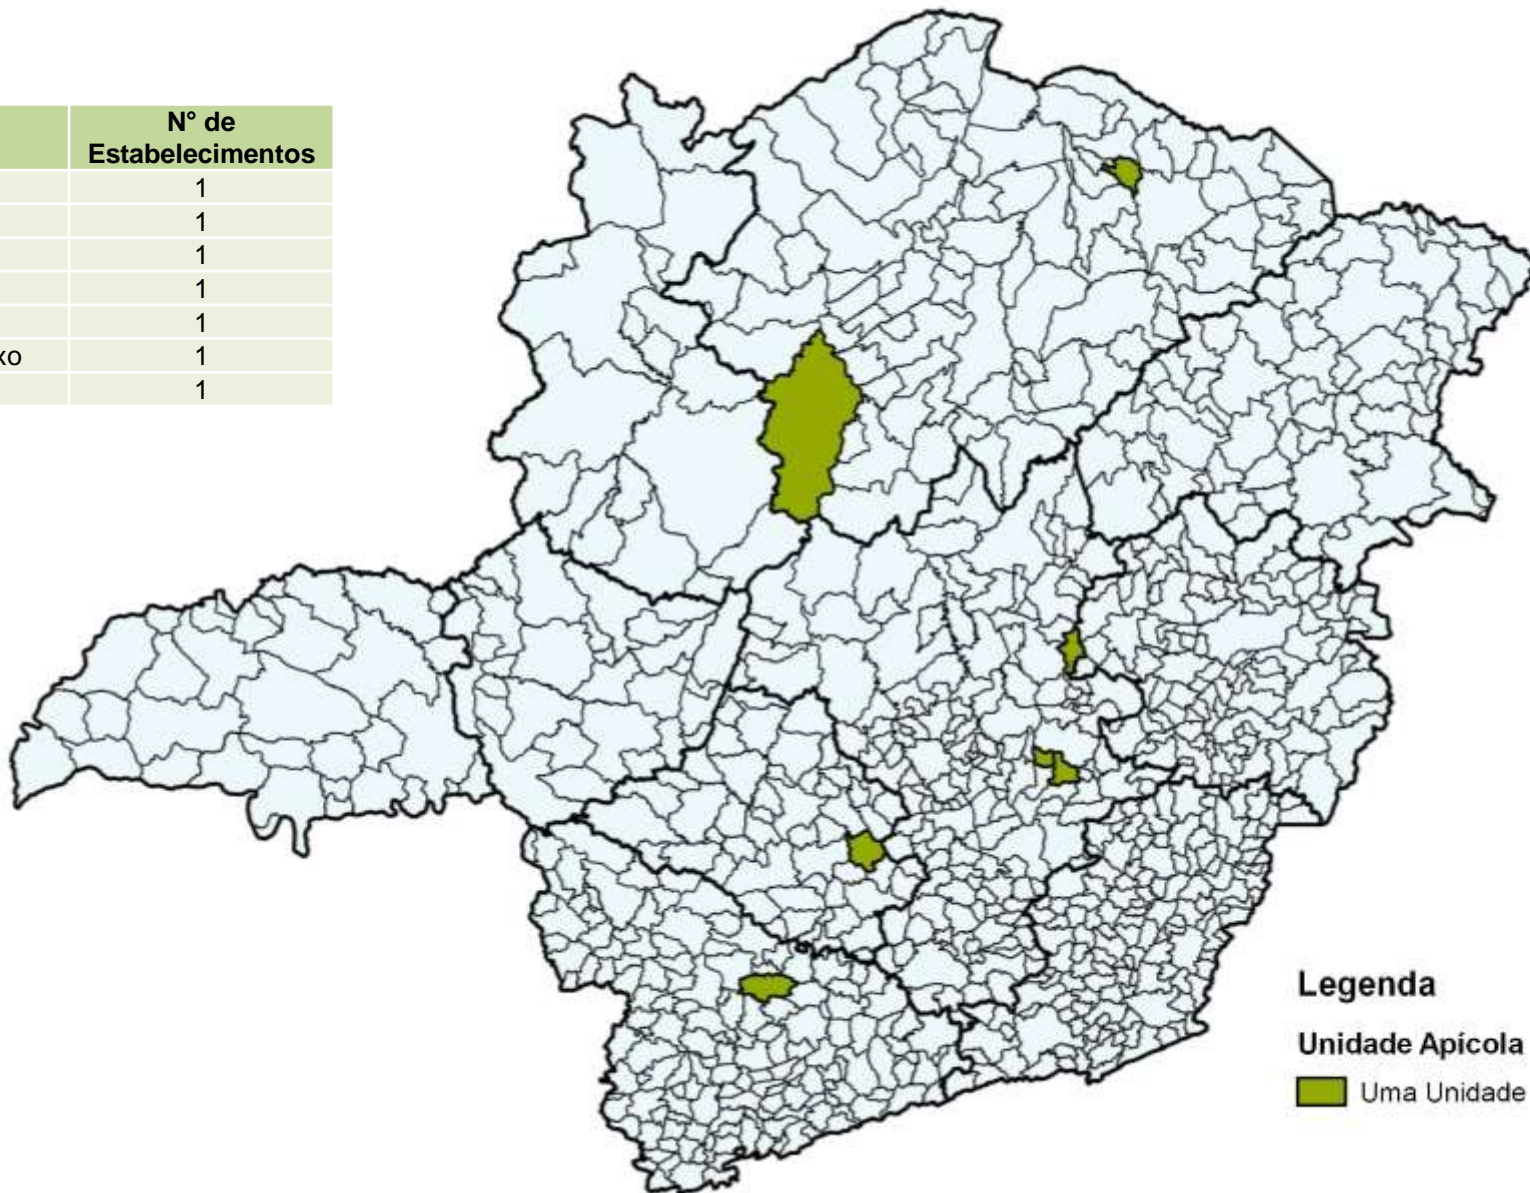 N° de
Estabelecimentos
1
1
1
1
1
xo 1
1
Legenda
Unidade Apícola
Uma Unidade